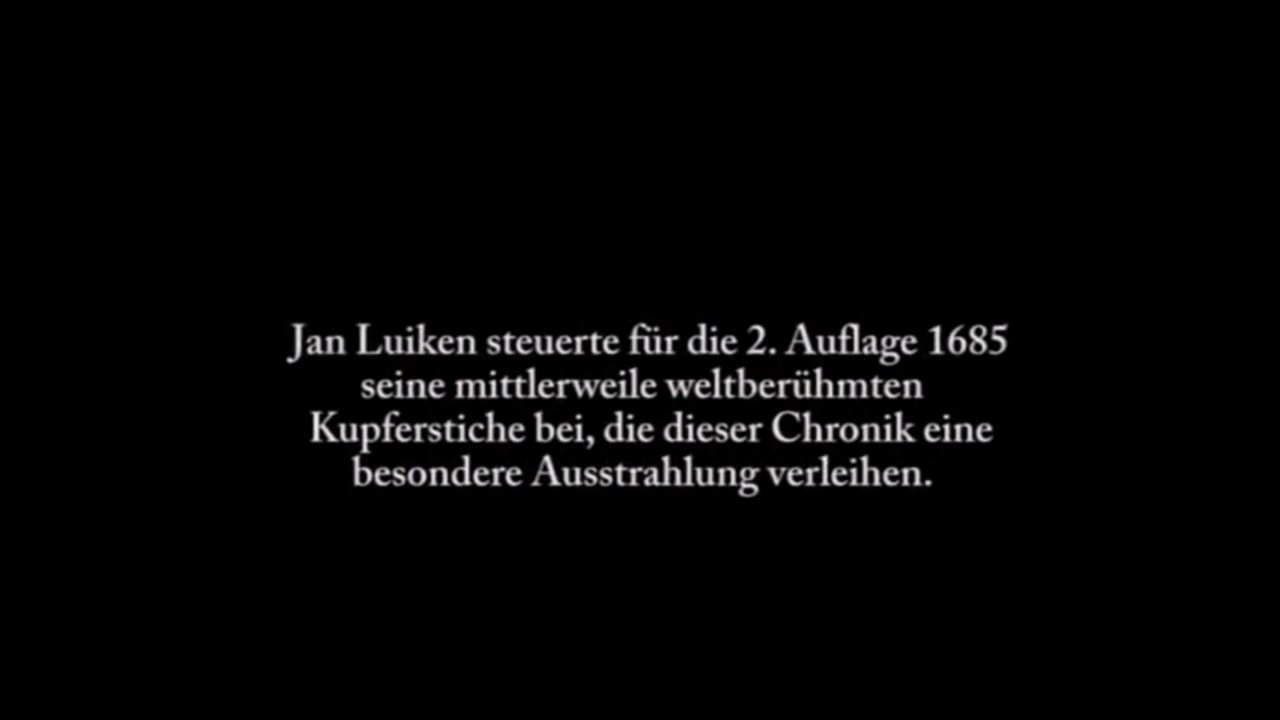 Jan Luiken steuerte für die 2. Auflage 1685
seine mittlerweile weltberühmten
Kupferstiche bei, die dieser Chronik eine
besondere Ausstrahlung verleihen.